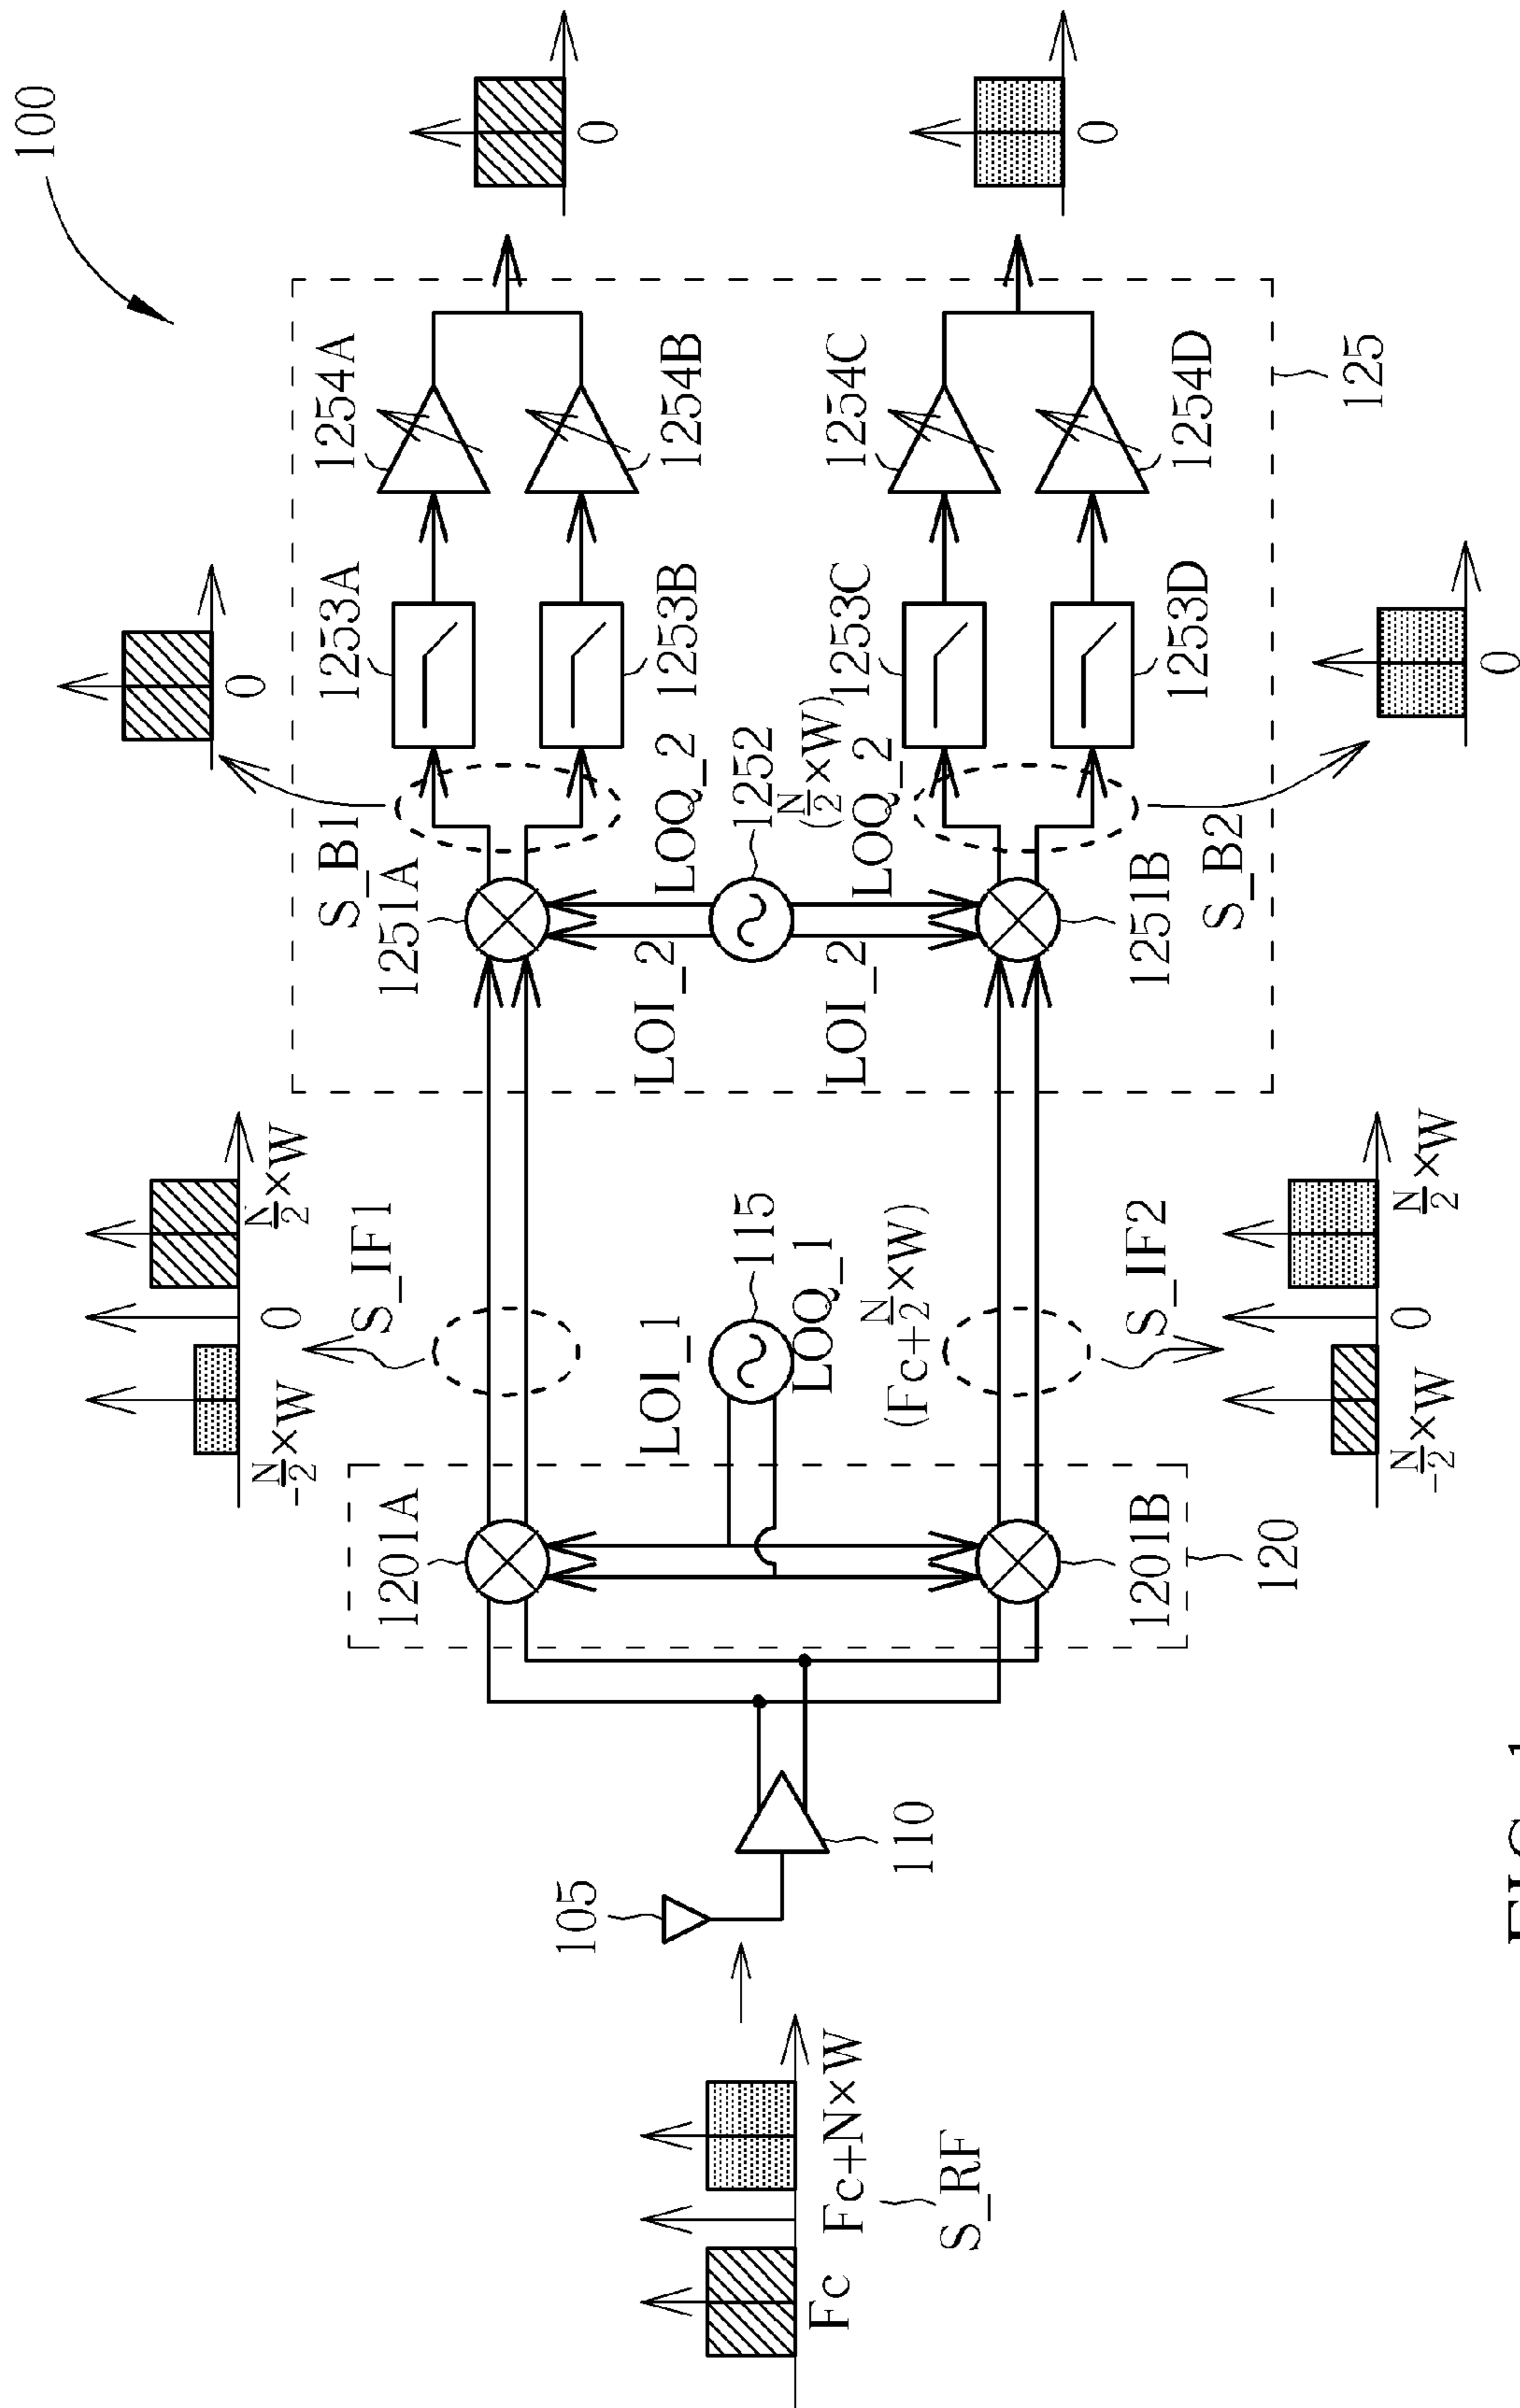 100
0
0
1254A
1254B
1254C
1254D
125
0
1253A
1253B
1253C
1253D
0
S_B1
1251A
LOQ_2
1252
(N/2×W)
LOQ_2
LOI_2
LOI_2
1251B
S_B2
-N/2×W
0
N/2×W
S_IF1
LOI_1
115
LOQ_1
(Fc+N/2×W)
S_IF2
-N/2×W
0
N/2×W
1201A
1201B
120
105
110
Fc
Fc+N×W
S_RF